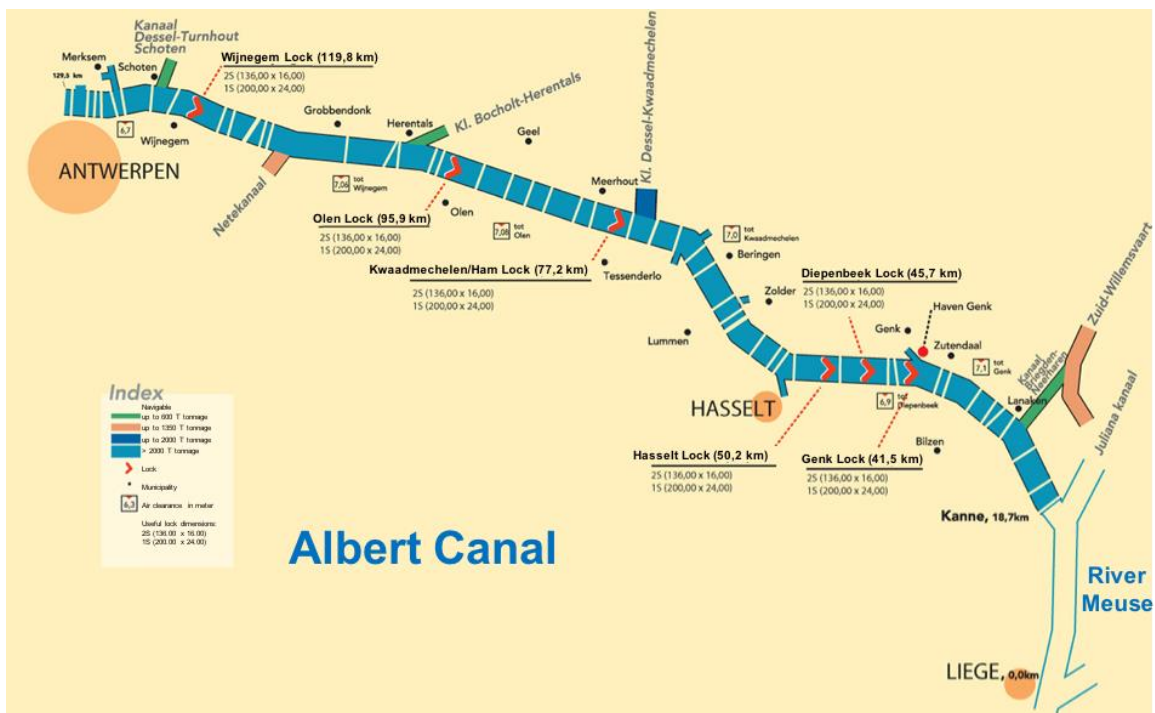 Kanaal
Dessel-Turnhout
Schoten
Merksem
Schoten
129,5 km
Wijnegem Lock (119,8 km)
2S (136,00 x 16,00)
1S (200,00 x 24,00)
6,7
Wijnegem
ANTWERPEN
Grobbendonk
Herentals
Kl. Bocholt-Herentals
Geel
Kl. Dessel-Kwaadmechelen
Netekanaal
7,06
tot
Wijnegem
Olen
7,08
tot
Olen
Meerhout
Olen Lock (95,9 km)
2S (136,00 x 16,00)
1S (200,00 x 24,00)
Kwaadmechelen/Ham Lock (77,2 km)
2S (136,00 x 16,00)
1S (200,00 x 24,00)
Tessenderlo
7,0
tot
Kwaadmechelen
Beringen
Zolder
Lummen
Diepenbeek Lock (45,7 km)
2S (136,00 x 16,00)
1S (200,00 x 24,00)
Haven Genk
Genk
Zutendaal
7,1
tot
Genk
Zuid-Willemsvaart
Kanaal
Briegden-
Neerharen
Lanaken
Juliana kanaal
HASSELT
6,9
tot
Diepenbeek
Bilzen
Hasselt Lock (50,2 km)
2S (136,00 x 16,00)
1S (200,00 x 24,00)
Genk Lock (41,5 km)
2S (136,00 x 16,00)
1S (200,00 x 24,00)
Kanne, 18,7km
Index
Navigable
up to 600 T tonnage
up to 1350 T tonnage
up to 2000 T tonnage
> 2000 T tonnage
Lock
Municipality
6,3
Air clearance in meter
Useful lock dimensions:
2S (136.00 x 16.00)
1S (200.00 x 24.00)
Albert Canal
River
Meuse
LIEGE, 0,0km